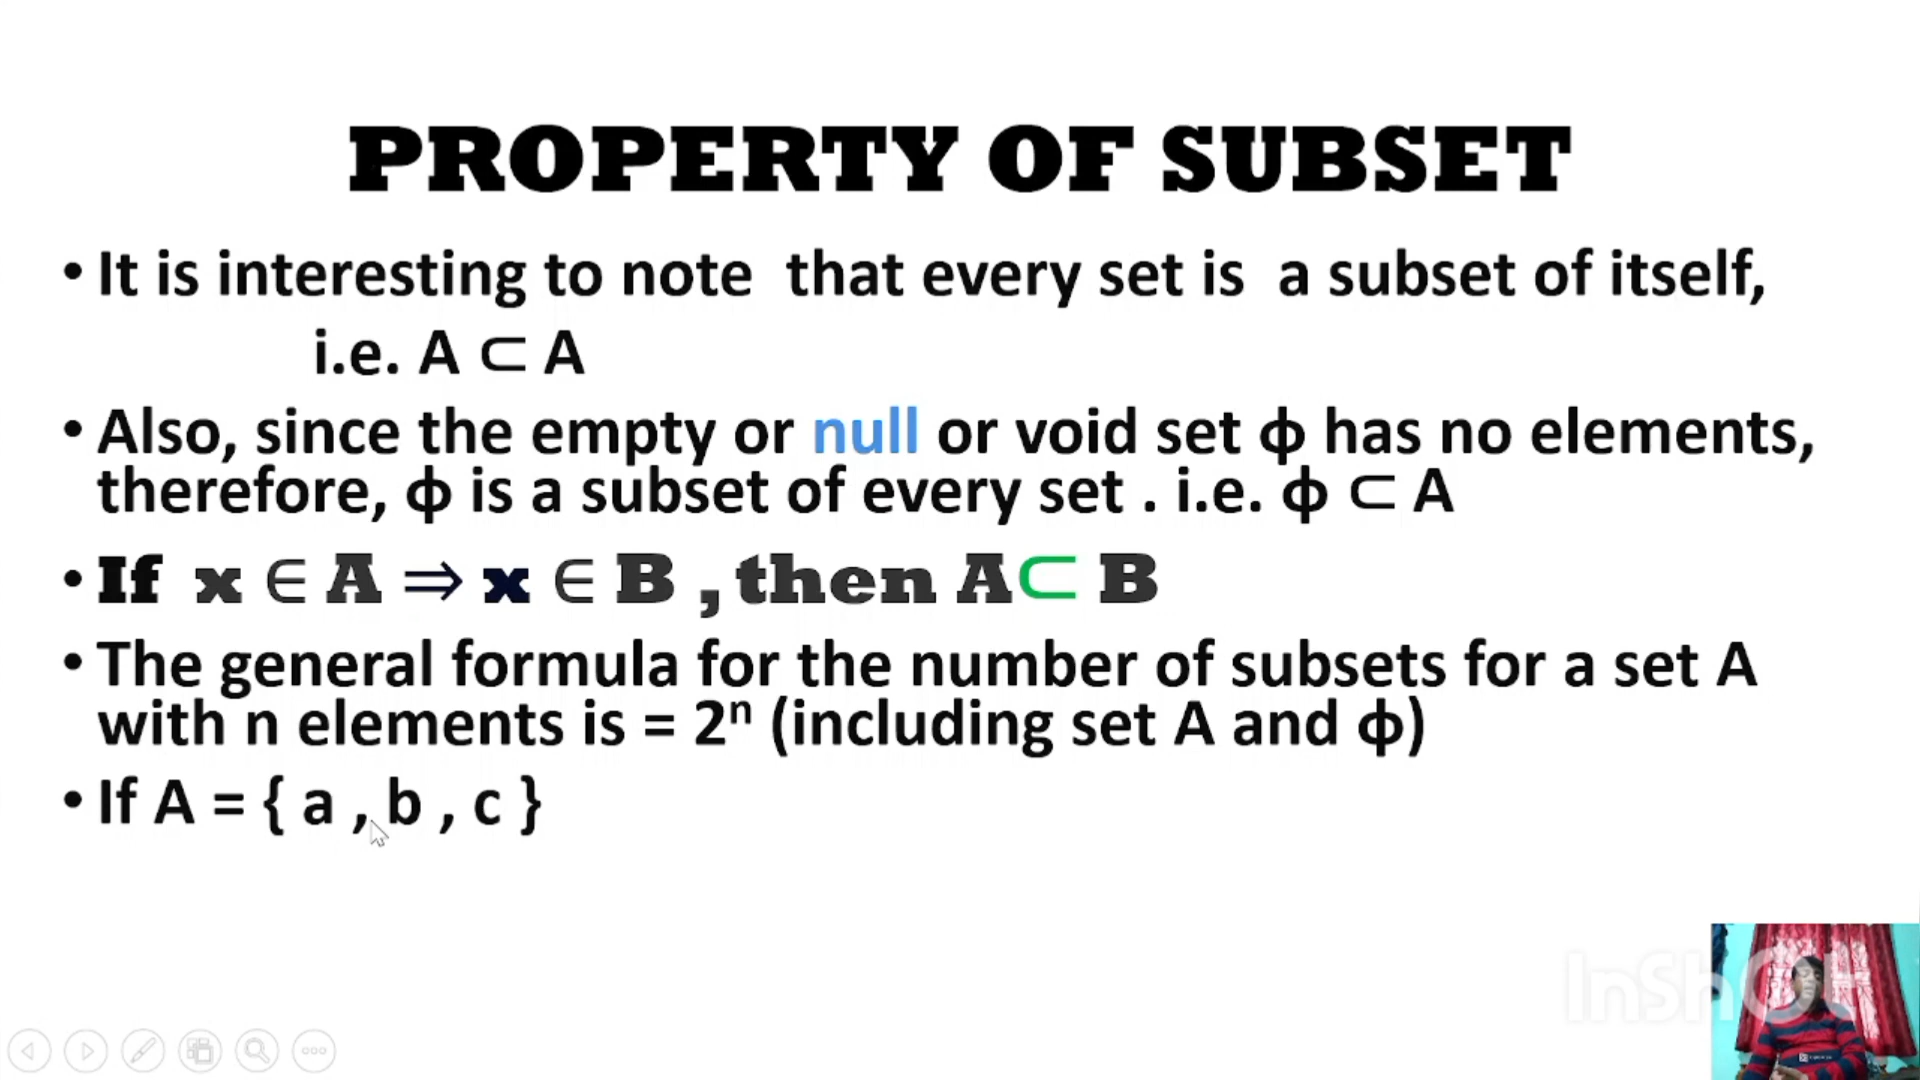 PROPERTY OF SUBSET
• It is interesting to note that every set is a subset of itself,
i.e. A ⊂ A
• Also, since the empty or null or void set ϕ has no elements,
therefore, ϕ is a subset of every set . i.e. ϕ ⊂ A
• If x ∈ A ⇒ x ∈ B , then A ⊂ B
• The general formula for the number of subsets for a set A
with n elements is = 2ⁿ (including set A and ϕ)
• If A = { a , b , c }
InShOt